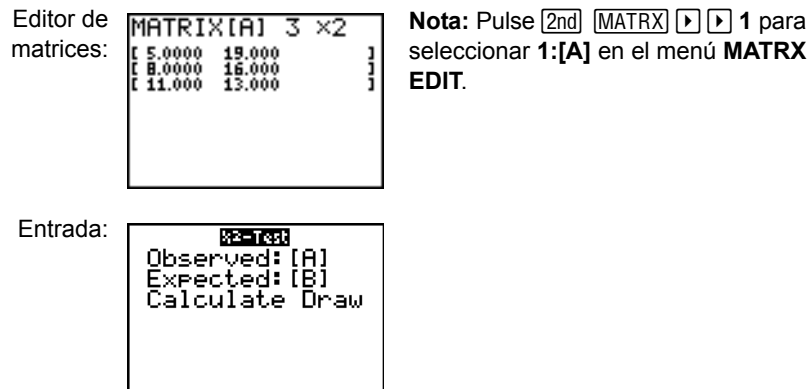 Editor de
matrices:
MATRIX[A] 3 ×2
[ 5.0000 19.000 ]
[ 8.0000 16.000 ]
[ 11.000 13.000 ]
Nota: Pulse 2nd MATRX ▸ ▸ 1 para
seleccionar 1:[A] en el menú MATRX
EDIT.
Entrada:
χ2-Test
Observed:[A]
Expected:[B]
Calculate Draw